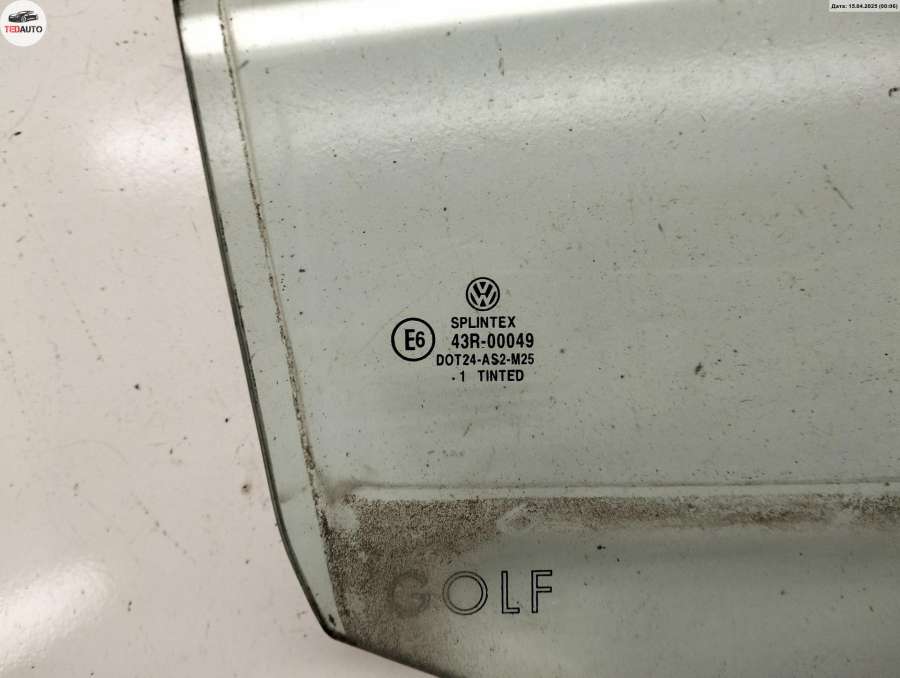 TEDAUTO
Дата: 15.04.2025 (00:06)
SPLINTEX
E6 43R-00049
DOT24-AS2-M25
.1 TINTED
GOLF